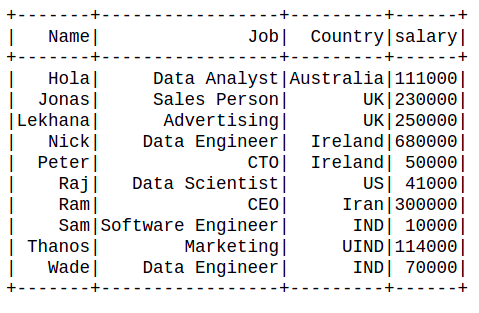 +-------+-----------------+---------+------+
|   Name|              Job|  Country|salary|
+-------+-----------------+---------+------+
|   Hola|     Data Analyst|Australia|111000|
|  Jonas|     Sales Person|       UK|230000|
|Lekhana|      Advertising|       UK|250000|
|   Nick|    Data Engineer|  Ireland|680000|
|  Peter|              CTO|  Ireland| 50000|
|    Raj|   Data Scientist|       US| 41000|
|    Ram|              CEO|     Iran|300000|
|    Sam|Software Engineer|      IND| 10000|
| Thanos|        Marketing|     UIND|114000|
|   Wade|    Data Engineer|      IND| 70000|
+-------+-----------------+---------+------+